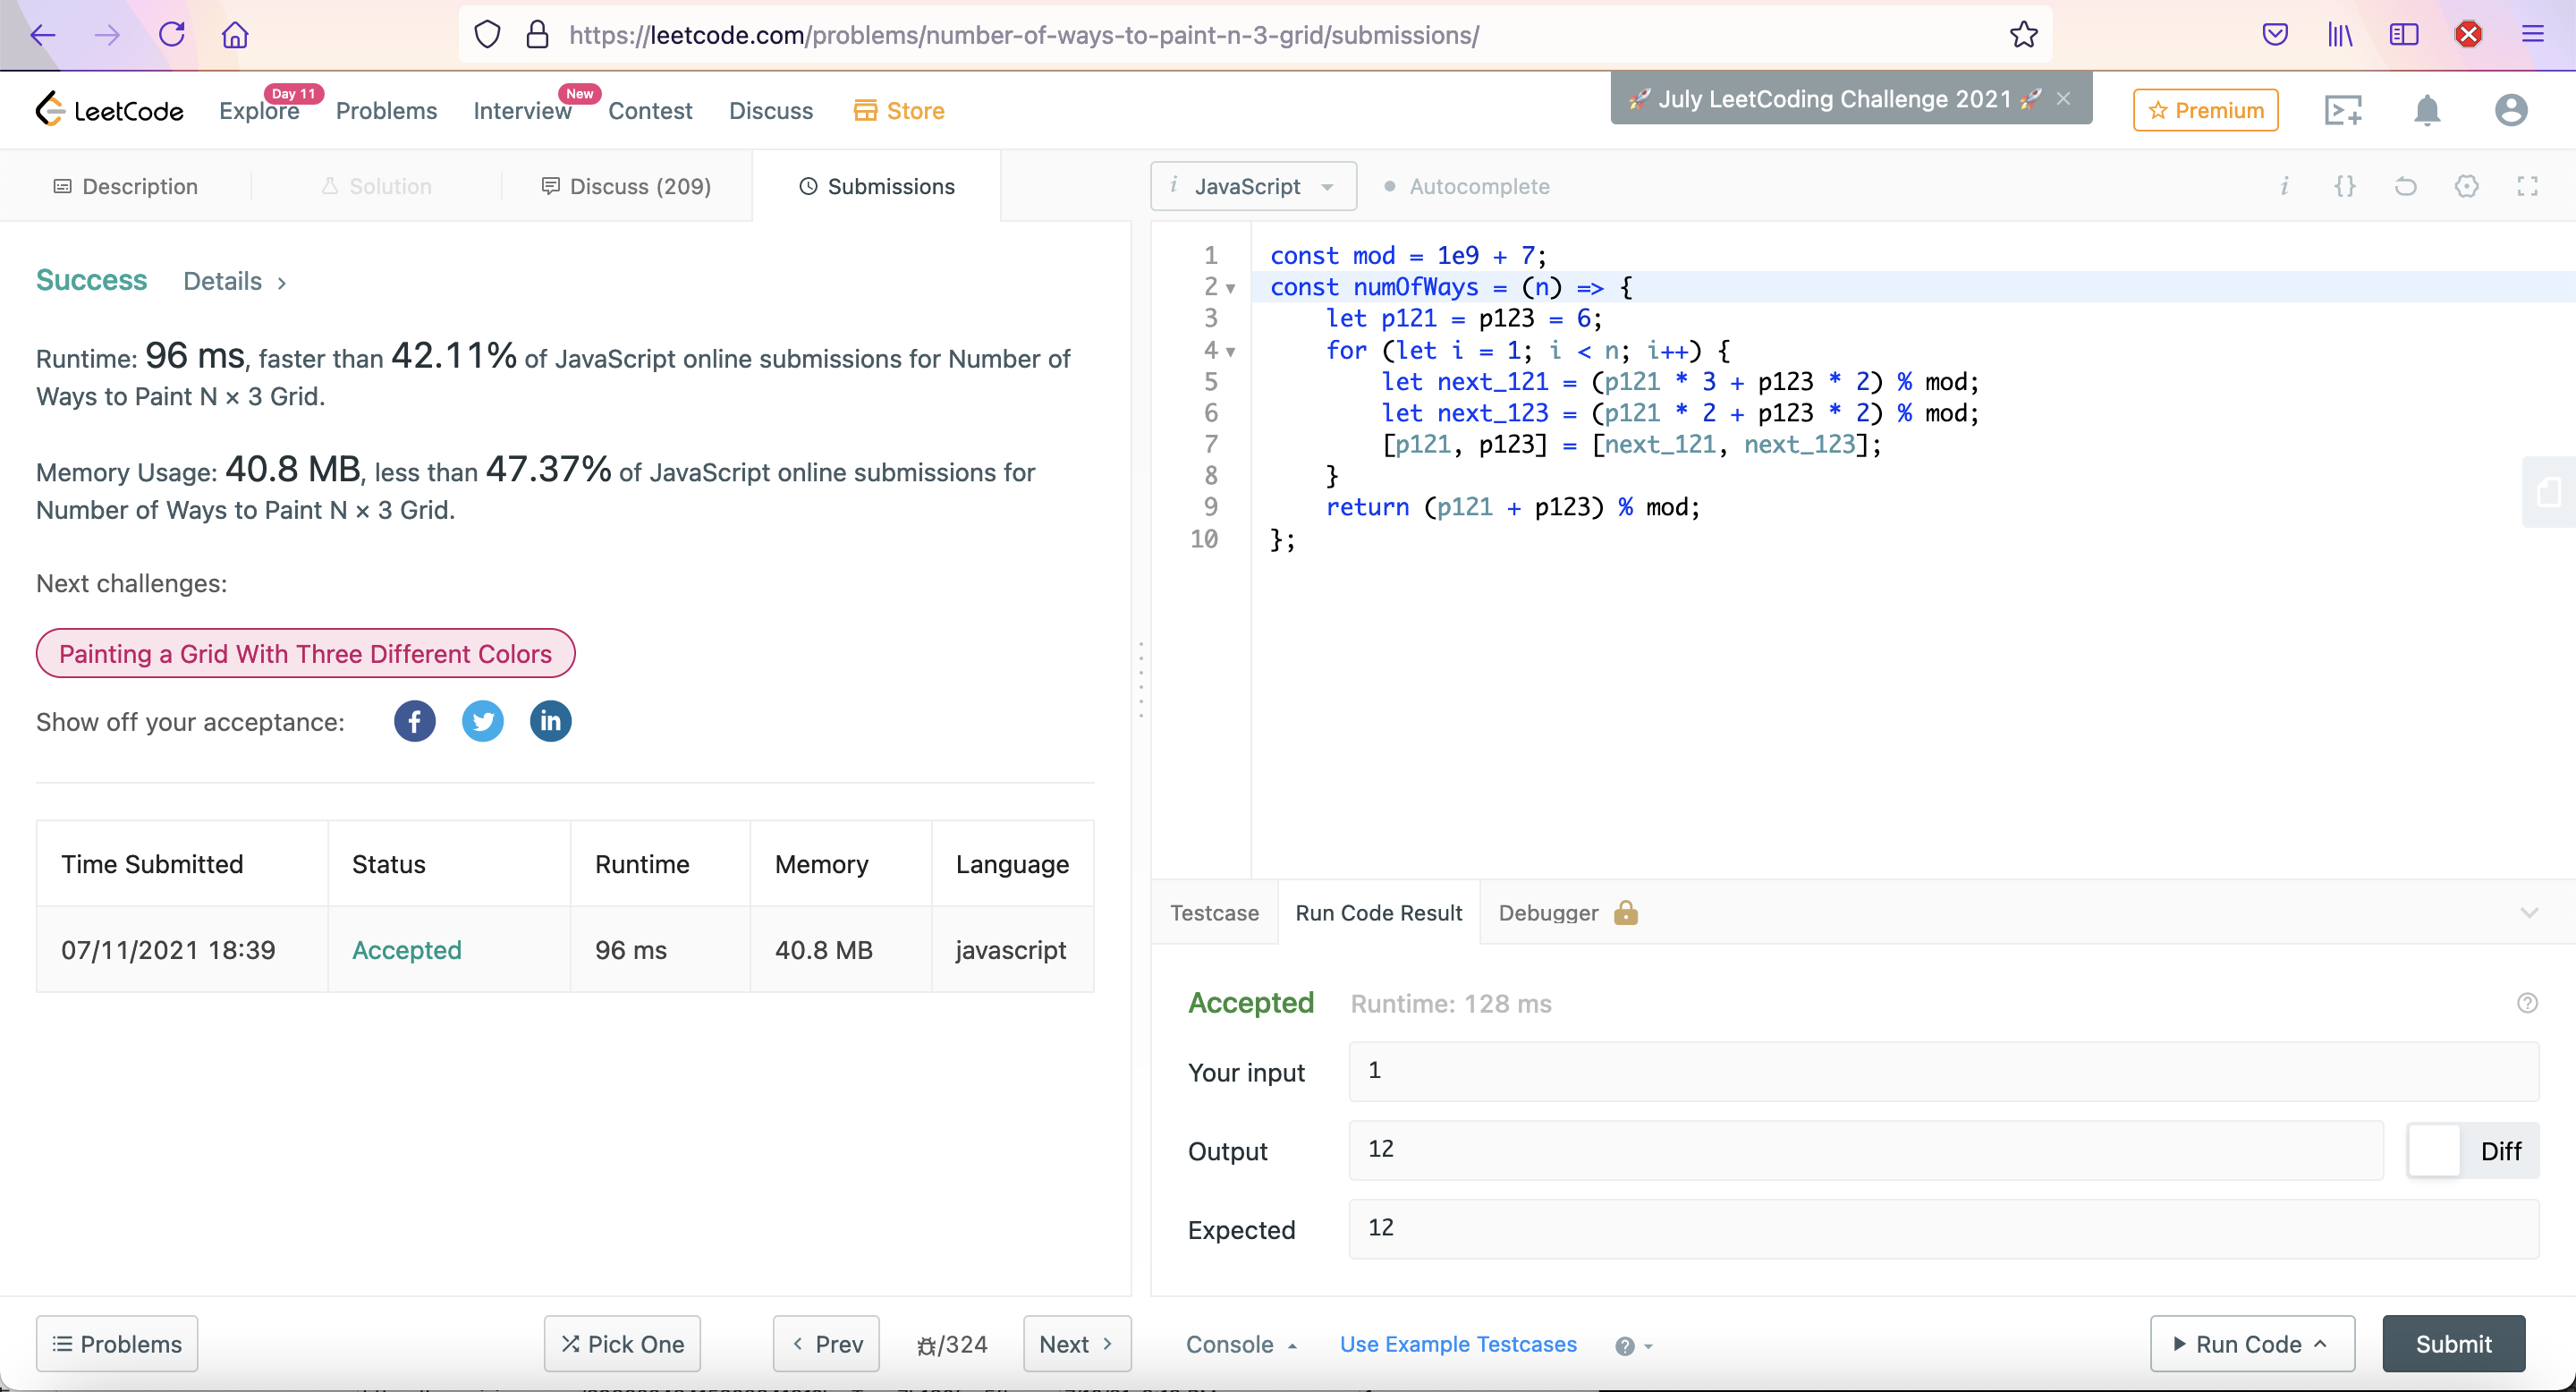 https://leetcode.com/problems/number-of-ways-to-paint-n-3-grid/submissions/
LeetCode Explore Day 11 Problems Interview New Contest Discuss Store 🚀 July LeetCoding Challenge 2021 🚀 × Premium
Description Solution Discuss (209) Submissions
i JavaScript Autocomplete i {}
Success Details >
Runtime: 96 ms, faster than 42.11% of JavaScript online submissions for Number of
Ways to Paint N × 3 Grid.
Memory Usage: 40.8 MB, less than 47.37% of JavaScript online submissions for
Number of Ways to Paint N × 3 Grid.
Next challenges:
Painting a Grid With Three Different Colors
Show off your acceptance: f in
Time Submitted Status Runtime Memory Language
07/11/2021 18:39 Accepted 96 ms 40.8 MB javascript
1 const mod = 1e9 + 7;
2 const numOfWays = (n) => {
3 let p121 = p123 = 6;
4 for (let i = 1; i < n; i++) {
5 let next_121 = (p121 * 3 + p123 * 2) % mod;
6 let next_123 = (p121 * 2 + p123 * 2) % mod;
7 [p121, p123] = [next_121, next_123];
8 }
9 return (p121 + p123) % mod;
10 };
Testcase Run Code Result Debugger
Accepted Runtime: 128 ms
Your input 1
Output 12 Diff
Expected 12
Problems Pick One Prev /324 Next Console Use Example Testcases Run Code Submit